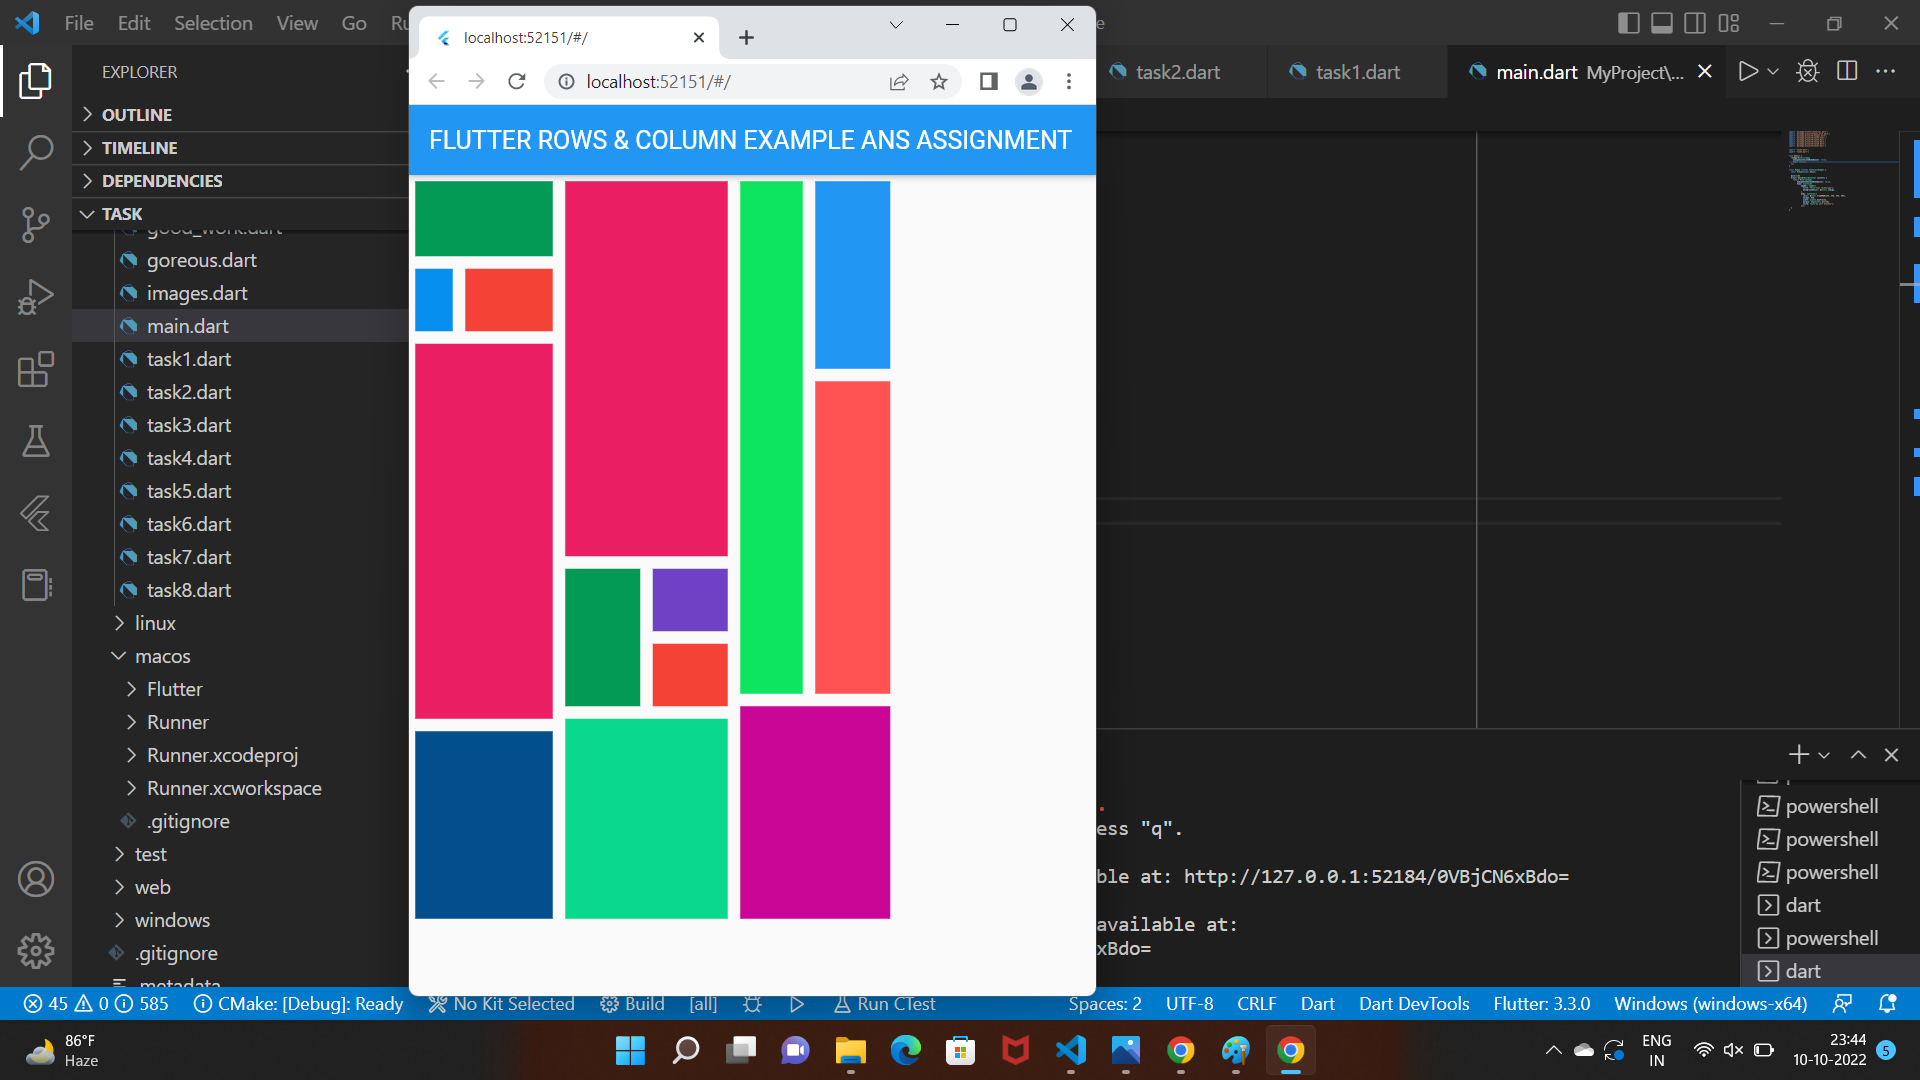 File Edit Selection View Go Ru
localhost:52151/#/
e
localhost:52151/#/
EXPLORER
task2.dart task1.dart main.dart MyProject\...
OUTLINE
TIMELINE
DEPENDENCIES
TASK
FLUTTER ROWS & COLUMN EXAMPLE ANS ASSIGNMENT
good_work.dart
goreous.dart
images.dart
main.dart
task1.dart
task2.dart
task3.dart
task4.dart
task5.dart
task6.dart
task7.dart
task8.dart
linux
macos
Flutter
Runner
Runner.xcodeproj
Runner.xcworkspace
.gitignore
test
web
windows
.gitignore
.metadata
ess "q".
ble at: http://127.0.0.1:52184/0VBjCN6xBdo=
available at:
xBdo=
powershell
powershell
powershell
dart
powershell
dart
45 0 585 CMake: [Debug]: Ready No Kit Selected Build [all] Run CTest Spaces: 2 UTF-8 CRLF Dart Dart DevTools Flutter: 3.3.0 Windows (windows-x64)
86°F
Haze
ENG
IN
23:44
10-10-2022
5